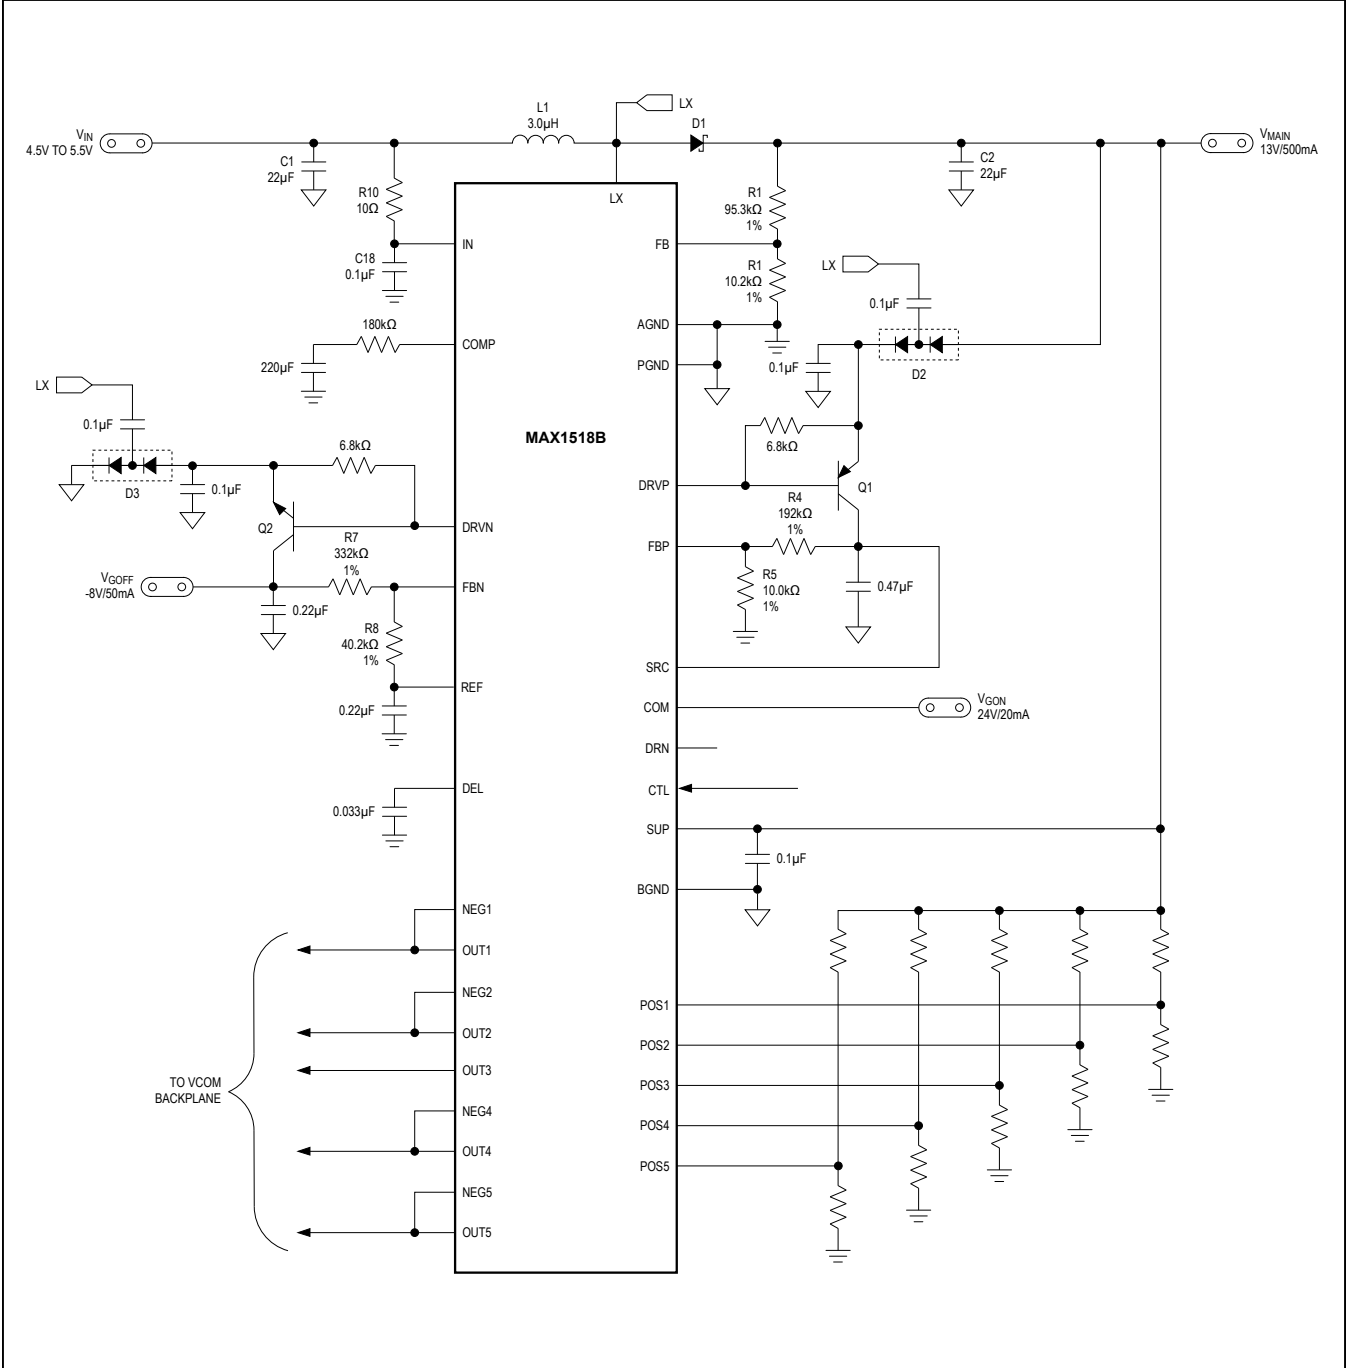 L1
3.0µH
LX
D1
VIN
4.5V TO 5.5V
VMAIN
13V/500mA
C1
22µF
C2
22µF
R10
10Ω
LX
R1
95.3kΩ
1%
IN
FB
C18
0.1µF
R1
10.2kΩ
1%
LX
0.1µF
180kΩ
COMP
AGND
220µF
PGND
0.1µF
D2
LX
0.1µF
MAX1518B
6.8kΩ
6.8kΩ
D3
0.1µF
DRVP
Q1
Q2
DRVN
R4
192kΩ
1%
R7
332kΩ
1%
FBP
VGOFF
-8V/50mA
FBN
R5
10.0kΩ
1%
0.47µF
0.22µF
R8
40.2kΩ
1%
SRC
REF
0.22µF
COM
VGON
24V/20mA
DRN
DEL
CTL
0.033µF
SUP
0.1µF
BGND
NEG1
OUT1
NEG2
POS1
OUT2
POS2
OUT3
TO VCOM
BACKPLANE
POS3
NEG4
POS4
OUT4
POS5
NEG5
OUT5